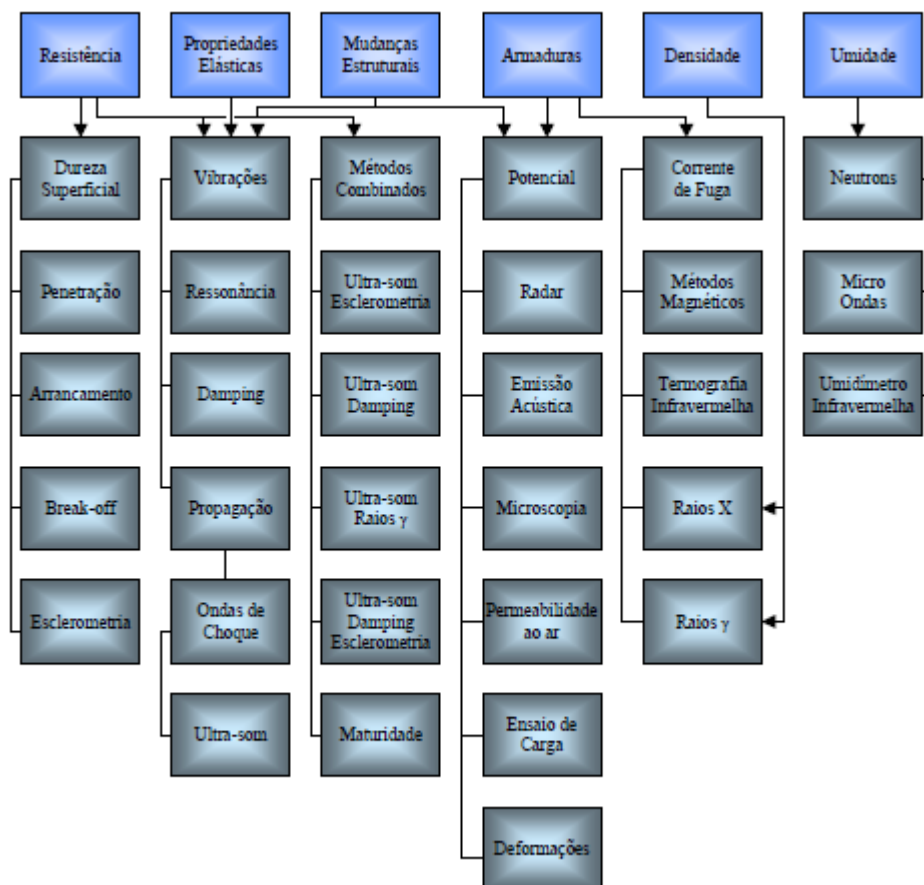 Resistência
Propriedades
Elásticas
Mudanças
Estruturais
Armaduras
Densidade
Umidade
Dureza
Superficial
Vibrações
Métodos
Combinados
Potencial
Corrente
de Fuga
Neutrons
Penetração
Ressonância
Ultra-som
Esclerometria
Radar
Métodos
Magnéticos
Micro
Ondas
Arrancamento
Damping
Ultra-som
Damping
Emissão
Acústica
Termografia
Infravermelha
Umidímetro
Infravermelha
Break-off
Propagação
Ultra-som
Raios γ
Microscopia
Raios X
Esclerometria
Ondas de
Choque
Ultra-som
Damping
Esclerometria
Permeabilidade
ao ar
Raios γ
Ultra-som
Maturidade
Ensaio de
Carga
Deformações